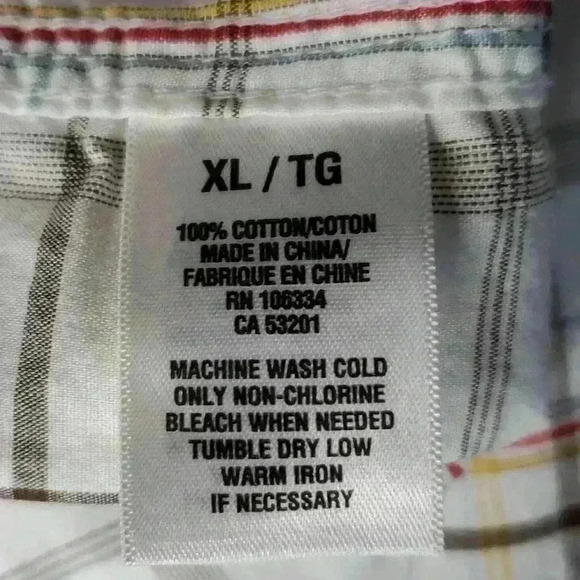 XL / TG
100% COTTON/COTON
MADE IN CHINA/
FABRIQUE EN CHINE
RN 106334
CA 53201
MACHINE WASH COLD
ONLY NON-CHLORINE
BLEACH WHEN NEEDED
TUMBLE DRY LOW
WARM IRON
IF NECESSARY